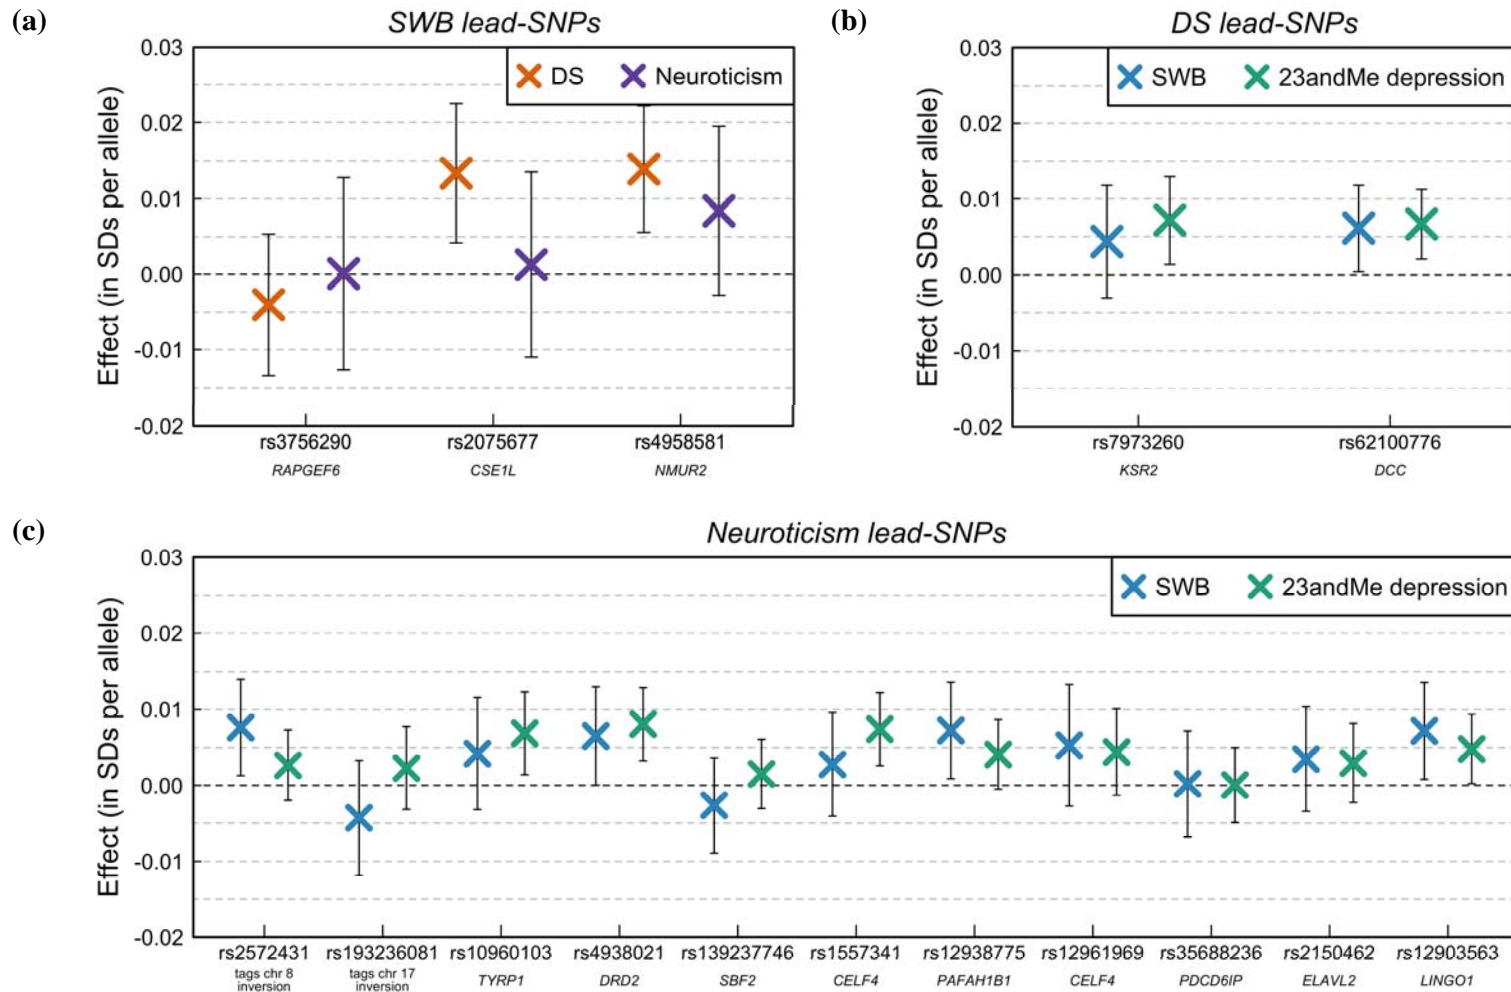 (a)
SWB lead-SNPs
DS
Neuroticism
Effect (in SDs per allele)
0.03
0.02
0.01
0.00
-0.01
-0.02
rs3756290
rs2075677
rs4958581
RAPGEF6
CSE1L
NMUR2
(b)
DS lead-SNPs
SWB
23andMe depression
Effect (in SDs per allele)
0.03
0.02
0.01
0.00
-0.01
-0.02
rs7973260
rs62100776
KSR2
DCC
(c)
Neuroticism lead-SNPs
SWB
23andMe depression
Effect (in SDs per allele)
0.03
0.02
0.01
0.00
-0.01
-0.02
rs2572431
rs193236081
rs10960103
rs4938021
rs139237746
rs1557341
rs12938775
rs12961969
rs35688236
rs2150462
rs12903563
tags chr 8
inversion
tags chr 17
inversion
TYRP1
DRD2
SBF2
CELF4
PAFAH1B1
CELF4
PDCD6IP
ELAVL2
LINGO1